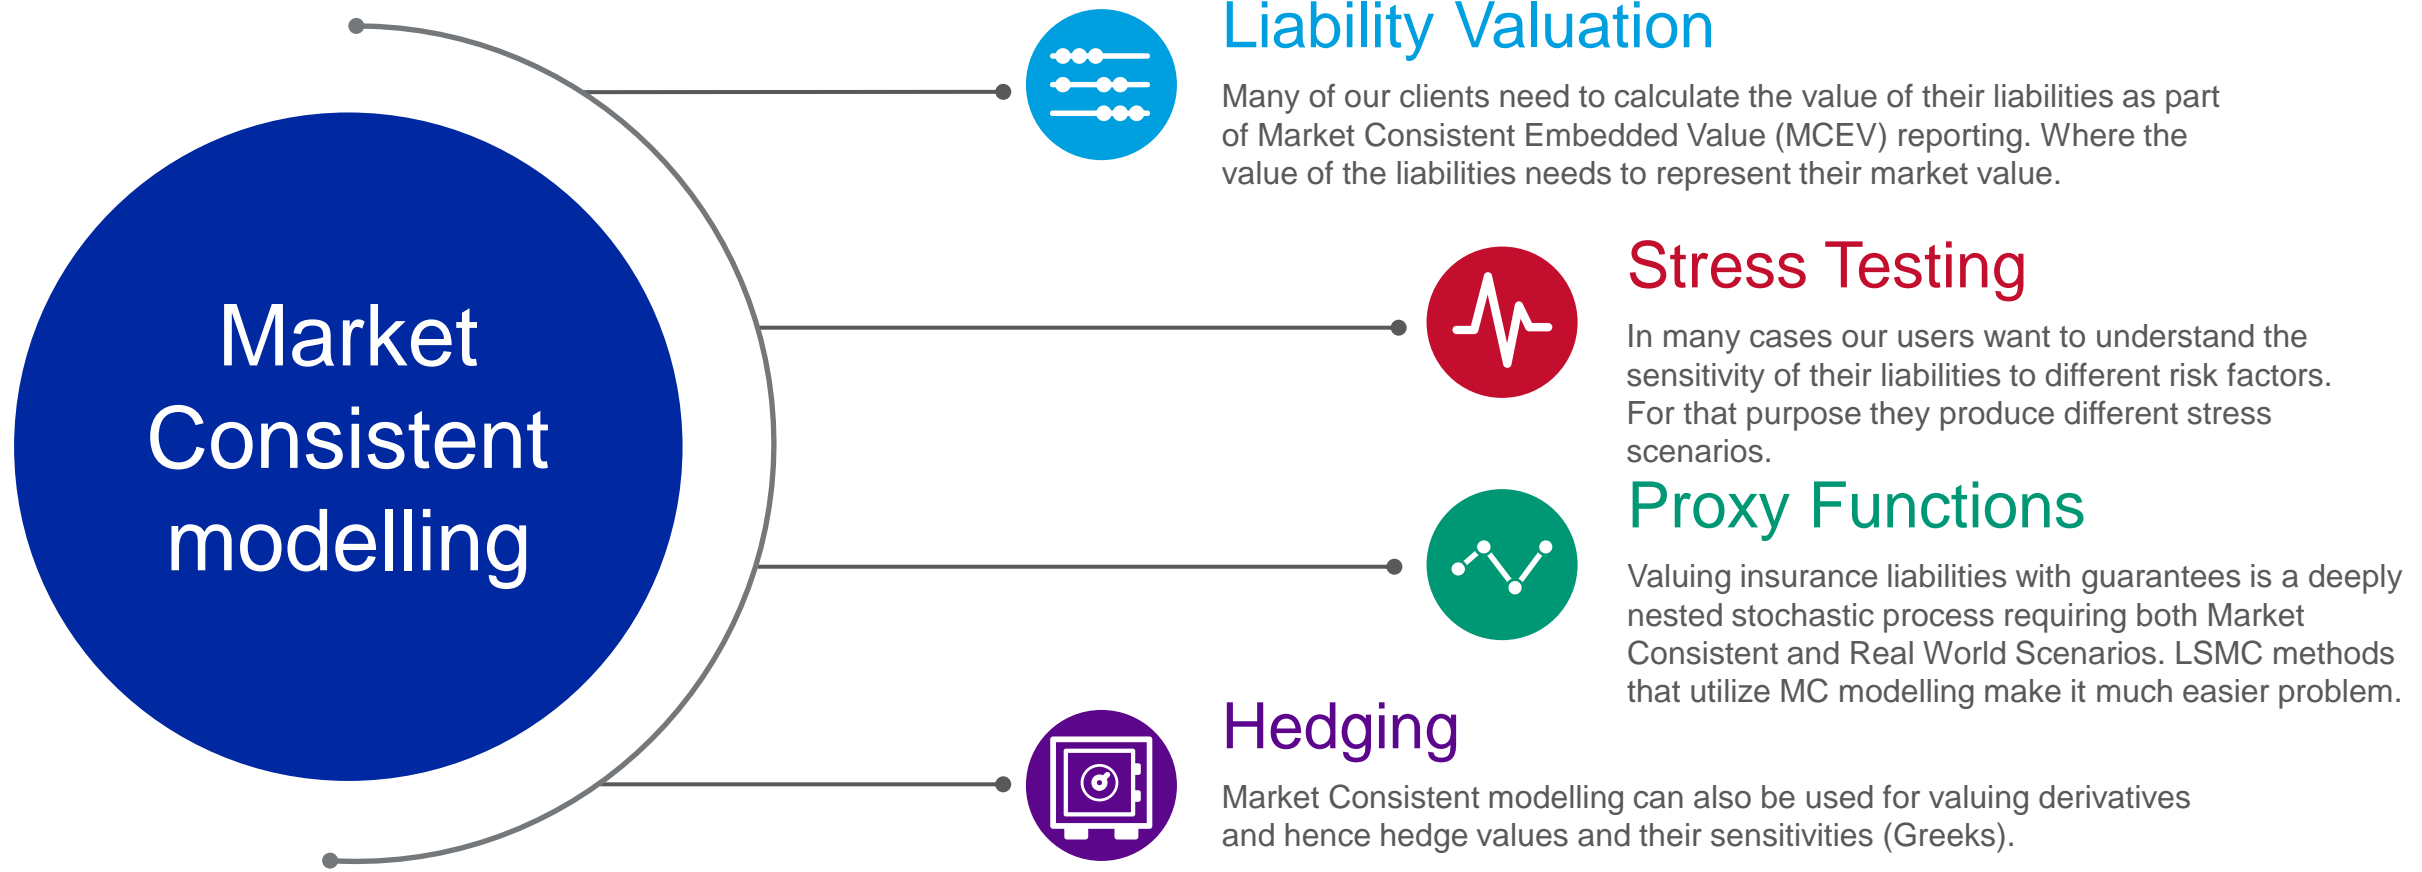 Market
Consistent
modelling
Liability Valuation
Many of our clients need to calculate the value of their liabilities as part
of Market Consistent Embedded Value (MCEV) reporting. Where the
value of the liabilities needs to represent their market value.
Stress Testing
In many cases our users want to understand the
sensitivity of their liabilities to different risk factors.
For that purpose they produce different stress
scenarios.
Proxy Functions
Valuing insurance liabilities with guarantees is a deeply
nested stochastic process requiring both Market
Consistent and Real World Scenarios. LSMC methods
that utilize MC modelling make it much easier problem.
Hedging
Market Consistent modelling can also be used for valuing derivatives
and hence hedge values and their sensitivities (Greeks).